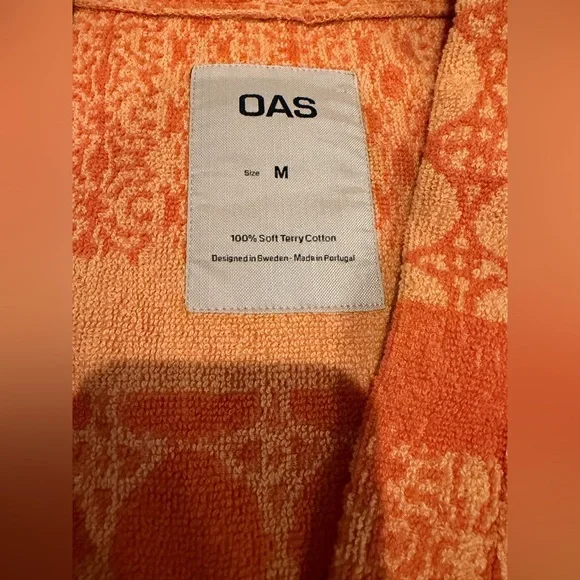 OAS
Size M
100% Soft Terry Cotton
Designed in Sweden - Made in Portugal